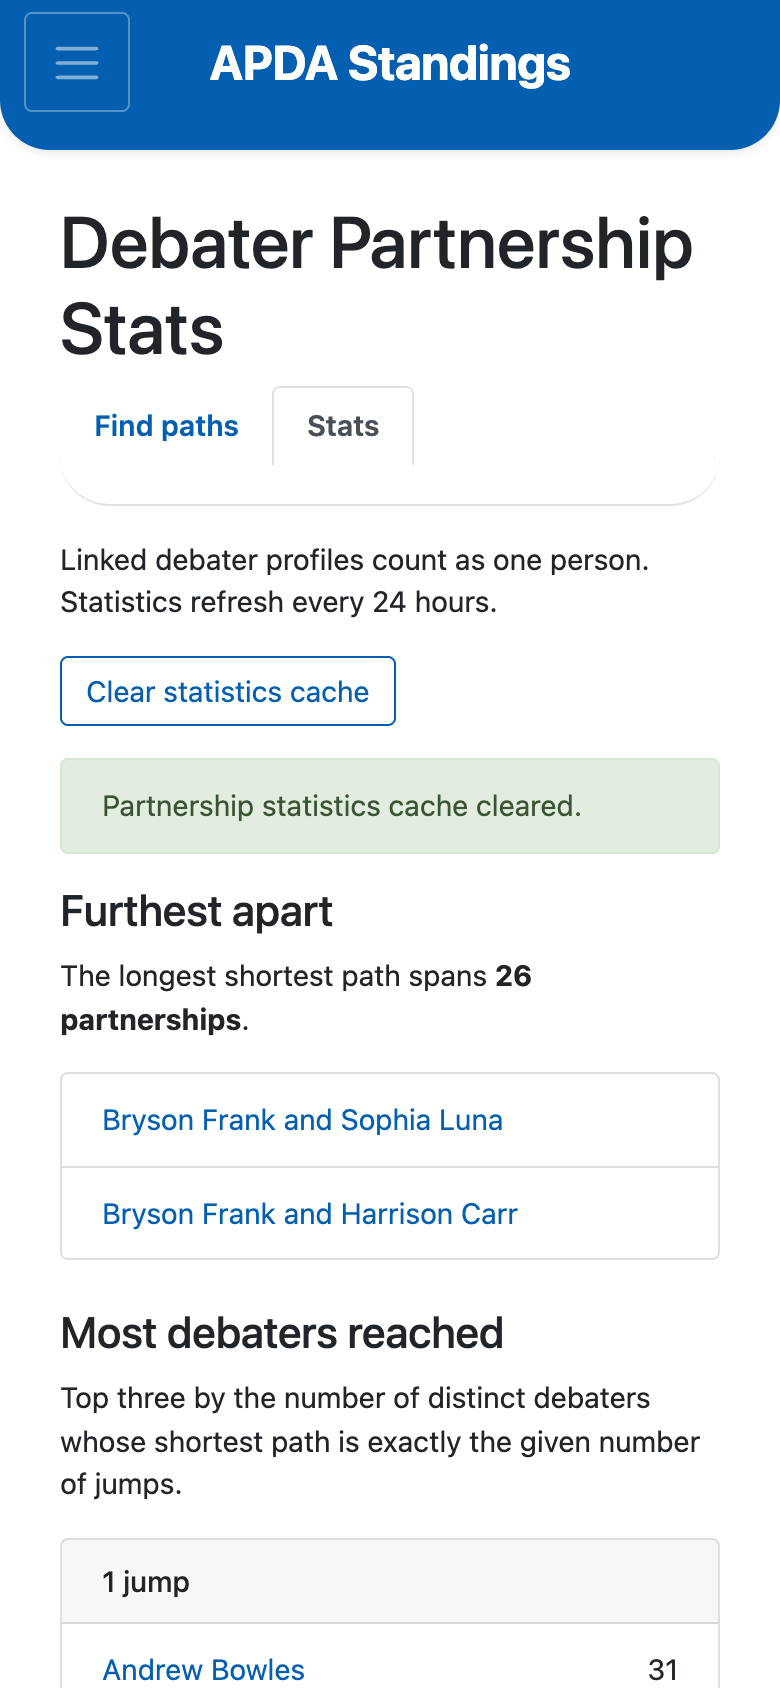 APDA Standings
Debater Partnership
Stats
Find paths
Stats
Linked debater profiles count as one person.
Statistics refresh every 24 hours.
Clear statistics cache
Partnership statistics cache cleared.
Furthest apart
The longest shortest path spans 26
partnerships.
Bryson Frank and Sophia Luna
Bryson Frank and Harrison Carr
Most debaters reached
Top three by the number of distinct debaters
whose shortest path is exactly the given number
of jumps.
1 jump
Andrew Bowles 31